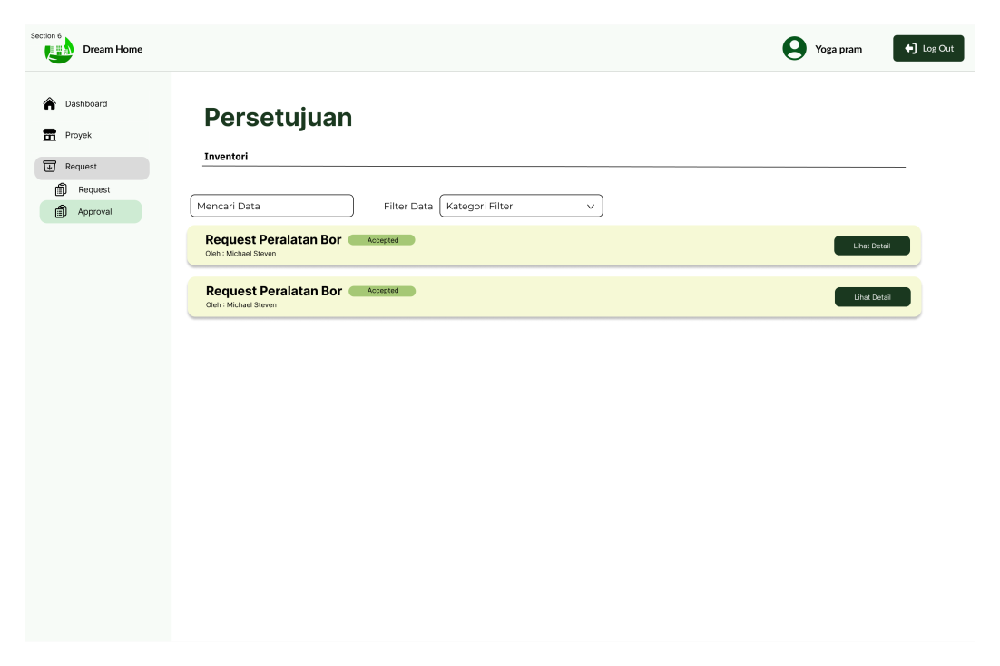 Section 6
Dream Home
Yoga pram
Log Out
Dashboard
Proyek
Request
Request
Approval
Persetujuan
Inventori
Mencari Data
Filter Data
Kategori Filter
Request Peralatan Bor
Accepted
Oleh : Michael Steven
Lihat Detail
Request Peralatan Bor
Accepted
Oleh : Michael Steven
Lihat Detail